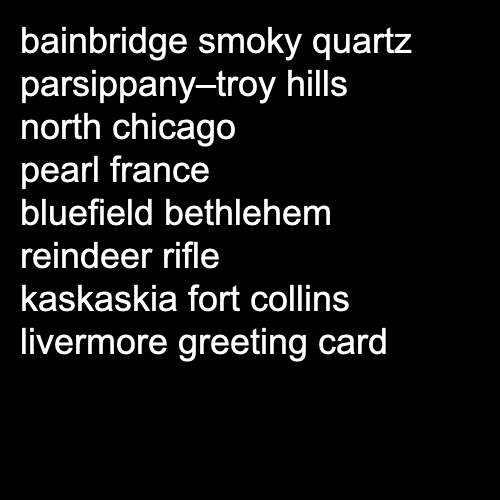 bainbridge smoky quartz
parsippany–troy hills
north chicago
pearl france
bluefield bethlehem
reindeer rifle
kaskaskia fort collins
livermore greeting card